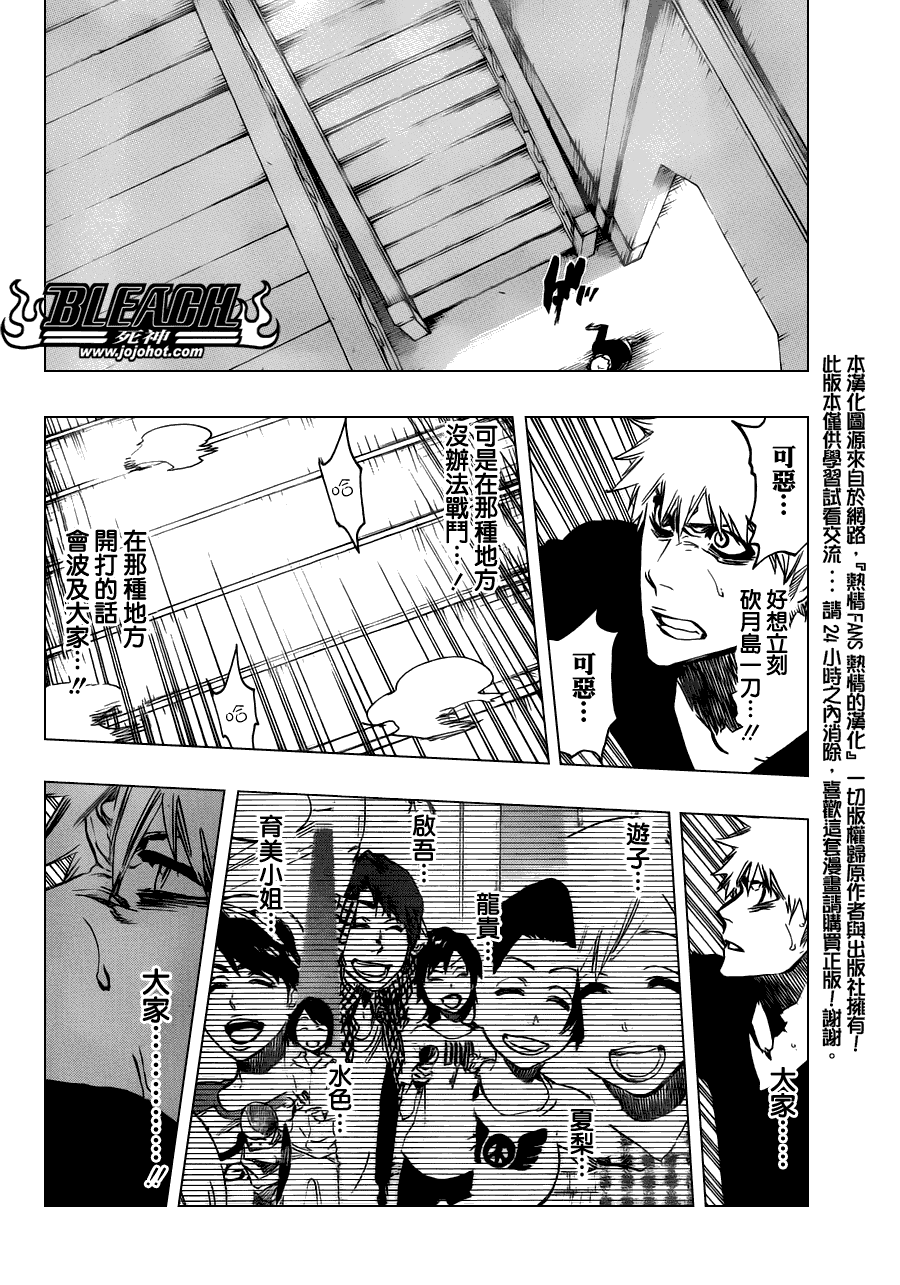 BLEACH
死神
www.jojohot.com
ドッ
可惡…
好想立刻
砍月島一刀…!!
可惡…
可是在那種地方
沒辦法戰鬥…!
哈
在那種地方
開打的話
會波及大家…!!
哈
大家……
遊子…
夏梨…
龍貴…
啟吾…
水色…
育美小姐…
大家……………!!
本漢化圖源來自於網路，『熱情FANS熱情的漢化』一切版權歸原作者與出版社擁有！
此版本僅供學習試看交流…請24小時之內消除，喜歡這套漫畫請購買正版！謝謝。